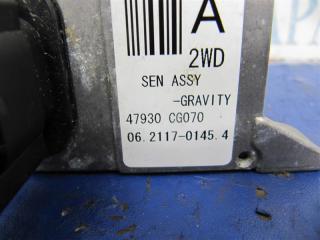 A
2WD
SEN ASSY
-GRAVITY
47930 CG070
06.2117-0145.4